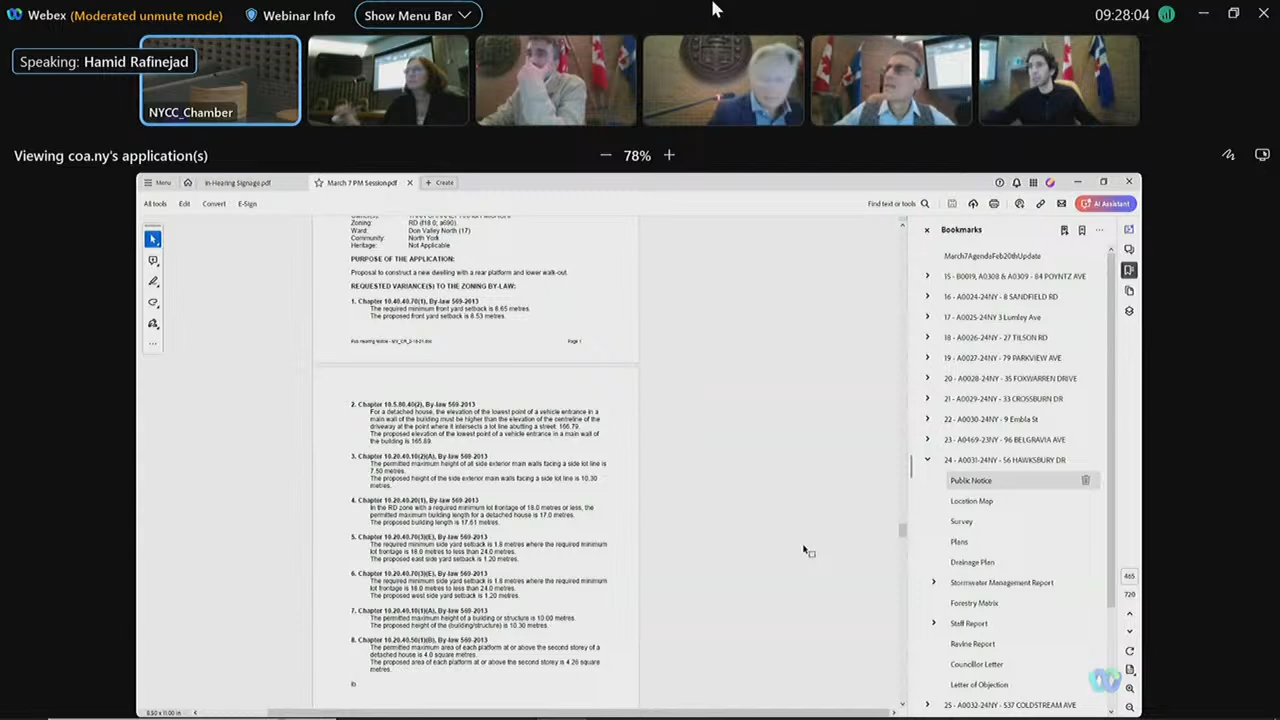 Webex (Moderated unmute mode)
Webinar Info
Show Menu Bar
09:28:04
Speaking: Hamid Rafinejad
NYCC_Chamber
Viewing coa.ny's application(s)
78%
Menu
In-Hearing Signage.pdf
March 7 PM Session.pdf
Create
All tools
Edit
Convert
E-Sign
Find text or tools
AI Assistant
Zoning: RD (f18.0; a690)
Ward: Don Valley North (17)
Community: North York
Heritage: Not Applicable
PURPOSE OF THE APPLICATION:
Proposal to construct a new dwelling with a rear platform and lower walk-out.
REQUESTED VARIANCE(S) TO THE ZONING BY-LAW:
1. Chapter 10.40.40.70(1), By-law 569-2013
The required minimum front yard setback is 8.65 metres.
The proposed front yard setback is 8.53 metres.
Page 1
2. Chapter 10.5.80.40(2), By-law 569-2013
For a detached house, the elevation of the lowest point of a vehicle entrance in a
main wall of the building must be higher than the elevation of the centreline of the
driveway at the point where it intersects a lot line abutting a street: 166.79.
The proposed elevation of the lowest point of a vehicle entrance in a main wall of
the building is 165.89.
3. Chapter 10.20.40.10(2)(A), By-law 569-2013
The permitted maximum height of all side exterior main walls facing a side lot line is
7.50 metres.
The proposed height of the side exterior main walls facing a side lot line is 10.30
metres.
4. Chapter 10.20.40.20(1), By-law 569-2013
In the RD zone with a required minimum lot frontage of 18.0 metres or less, the
permitted maximum building length for a detached house is 17.0 metres.
The proposed building length is 17.61 metres.
5. Chapter 10.20.40.70(3)(E), By-law 569-2013
The required minimum side yard setback is 1.8 metres where the required minimum
lot frontage is 18.0 metres to less than 24.0 metres.
The proposed east side yard setback is 1.20 metres.
6. Chapter 10.20.40.70(3)(E), By-law 569-2013
The required minimum side yard setback is 1.8 metres where the required minimum
lot frontage is 18.0 metres to less than 24.0 metres.
The proposed west side yard setback is 1.20 metres.
7. Chapter 10.20.40.10(1)(A), By-law 569-2013
The permitted maximum height of a building or structure is 10.00 metres.
The proposed height of the (building/structure) is 10.30 metres.
8. Chapter 10.20.40.50(1)(B), By-law 569-2013
The permitted maximum area of each platform at or above the second storey of a
detached house is 4.0 square metres.
The proposed area of each platform at or above the second storey is 4.26 square
metres.
8.50 x 11.00 in
Bookmarks
March7AgendaFeb20thUpdate
15 - B0019, A0308 & A0309 - 84 POYNTZ AVE
16 - A0024-24NY - 8 SANDFIELD RD
17 - A0025-24NY 3 Lumley Ave
18 - A0026-24NY - 27 TILSON RD
19 - A0027-24NY - 79 PARKVIEW AVE
20 - A0028-24NY - 35 FOXWARREN DRIVE
21 - A0029-24NY - 33 CROSSBURN DR
22 - A0030-24NY - 9 Embla St
23 - A0469-23NY - 96 BELGRAVIA AVE
24 - A0031-24NY - 56 HAWKSBURY DR
Public Notice
Location Map
Survey
Plans
Drainage Plan
Stormwater Management Report
Forestry Matrix
Staff Report
Ravine Report
Councillor Letter
Letter of Objection
25 - A0032-24NY - 537 COLDSTREAM AVE
465
720